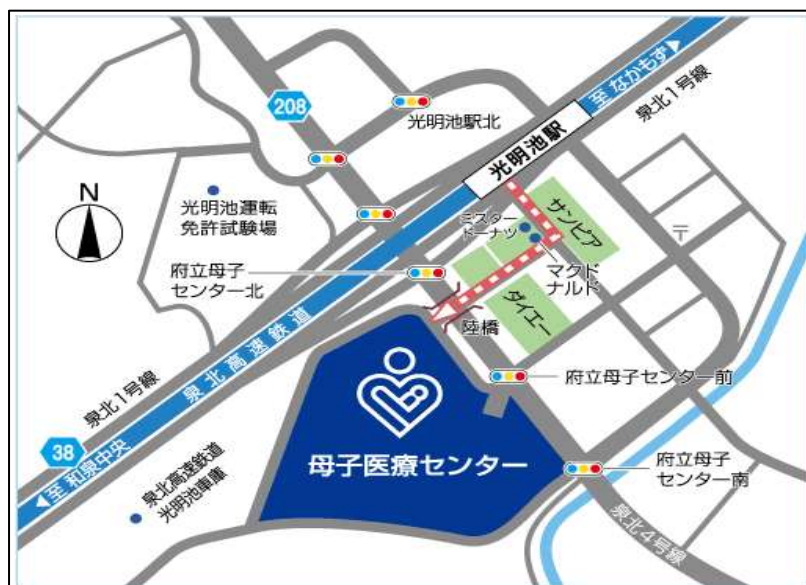 至 なかもず
泉北1号線
208
光明池駅北
光明池駅
N
光明池運転
免許試験場
ミスター
ドーナツ
サンピア
〒
府立母子
センター北
マクド
ナルド
ダイエー
陸橋
泉北高速鉄道
府立母子センター前
泉北1号線
38
至 和泉中央
母子医療センター
泉北高速鉄道
光明池車庫
府立母子
センター南
泉北4号線